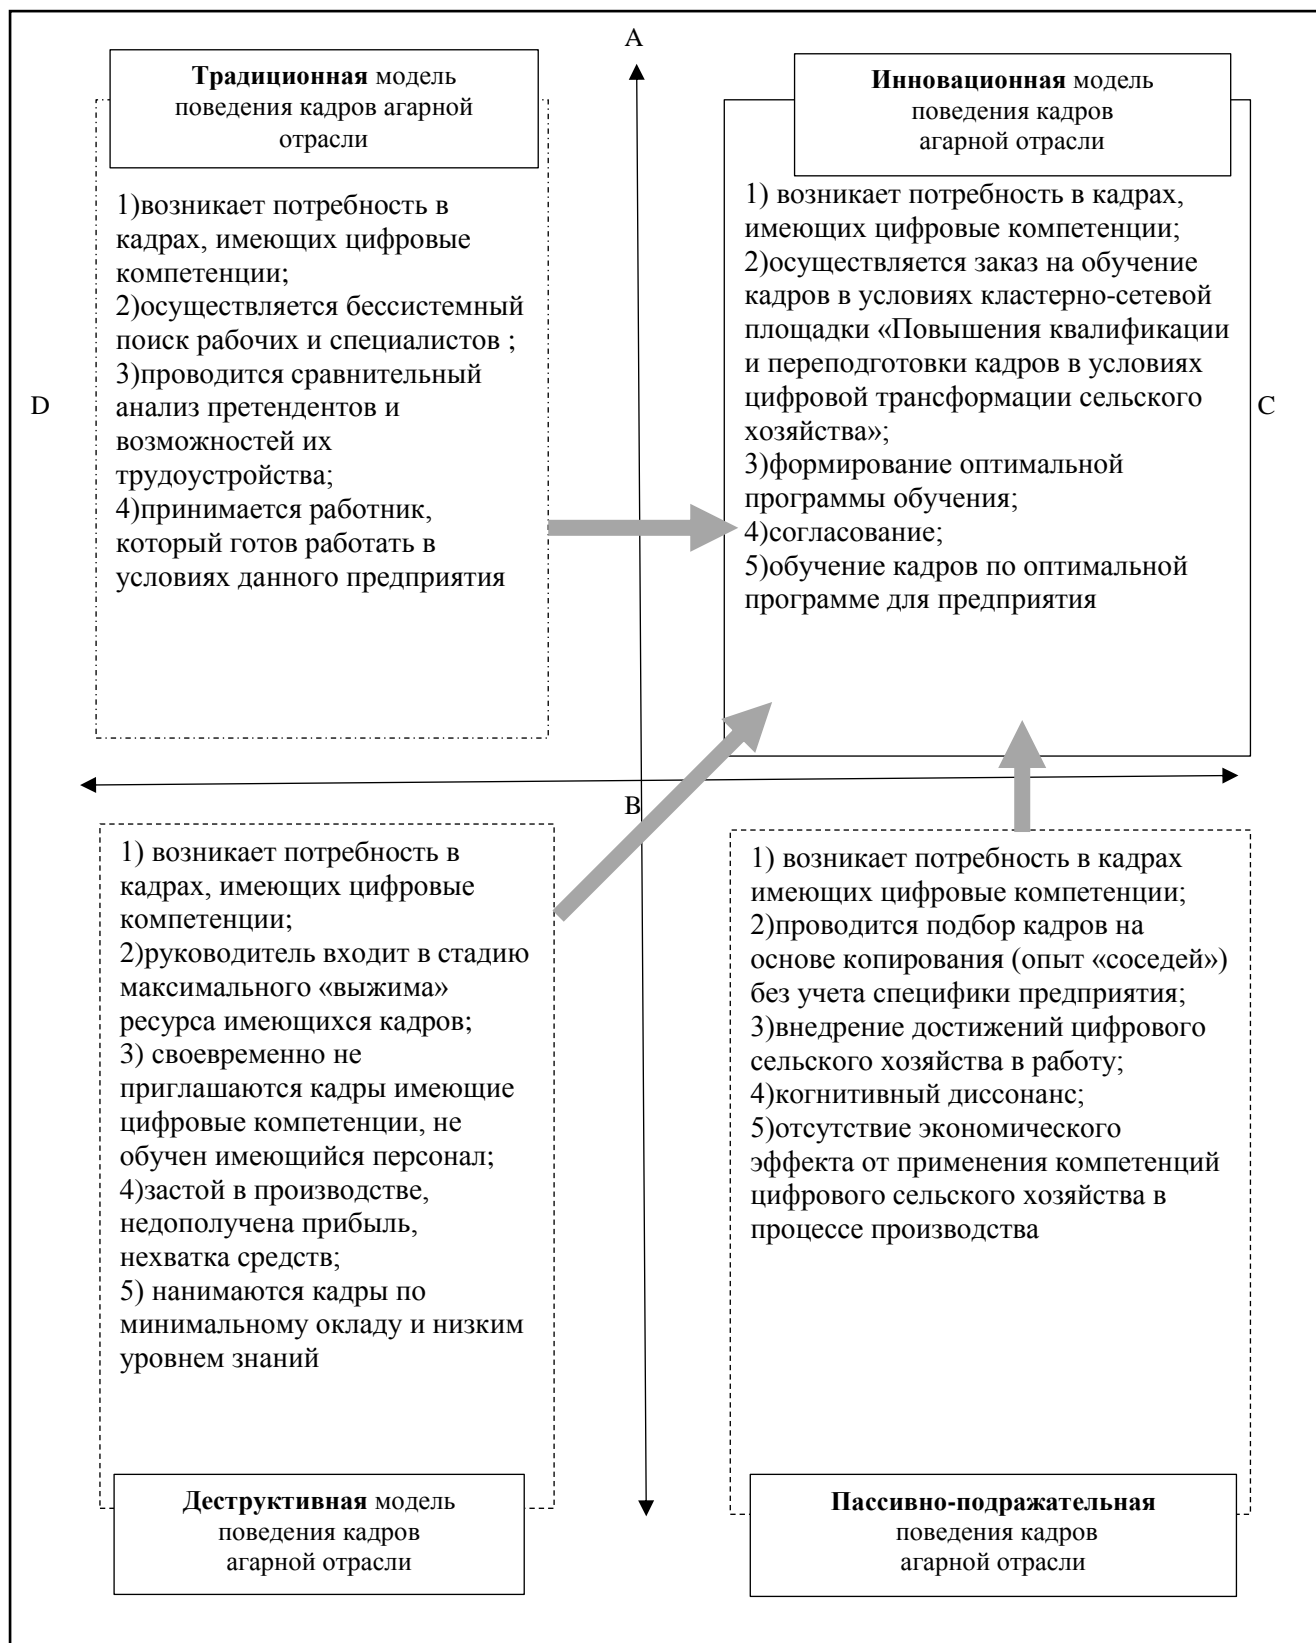 A
Традиционная модель
поведения кадров агарной
отрасли
1)возникает потребность в
кадрах, имеющих цифровые
компетенции;
2)осуществляется бессистемный
поиск рабочих и специалистов ;
3)проводится сравнительный
анализ претендентов и
возможностей их
трудоустройства;
4)принимается работник,
который готов работать в
условиях данного предприятия
D
Инновационная модель
поведения кадров
агарной отрасли
1) возникает потребность в кадрах,
имеющих цифровые компетенции;
2)осуществляется заказ на обучение
кадров в условиях кластерно-сетевой
площадки «Повышения квалификации
и переподготовки кадров в условиях
цифровой трансформации сельского
хозяйства»;
3)формирование оптимальной
программы обучения;
4)согласование;
5)обучение кадров по оптимальной
программе для предприятия
C
B
1) возникает потребность в
кадрах, имеющих цифровые
компетенции;
2)руководитель входит в стадию
максимального «выжима»
ресурса имеющихся кадров;
3) своевременно не
приглашаются кадры имеющие
цифровые компетенции, не
обучен имеющийся персонал;
4)застой в производстве,
недополучена прибыль,
нехватка средств;
5) нанимаются кадры по
минимальному окладу и низким
уровнем знаний
Деструктивная модель
поведения кадров
агарной отрасли
1) возникает потребность в кадрах
имеющих цифровые компетенции;
2)проводится подбор кадров на
основе копирования (опыт «соседей»)
без учета специфики предприятия;
3)внедрение достижений цифрового
сельского хозяйства в работу;
4)когнитивный диссонанс;
5)отсутствие экономического
эффекта от применения компетенций
цифрового сельского хозяйства в
процессе производства
Пассивно-подражательная
поведения кадров
агарной отрасли